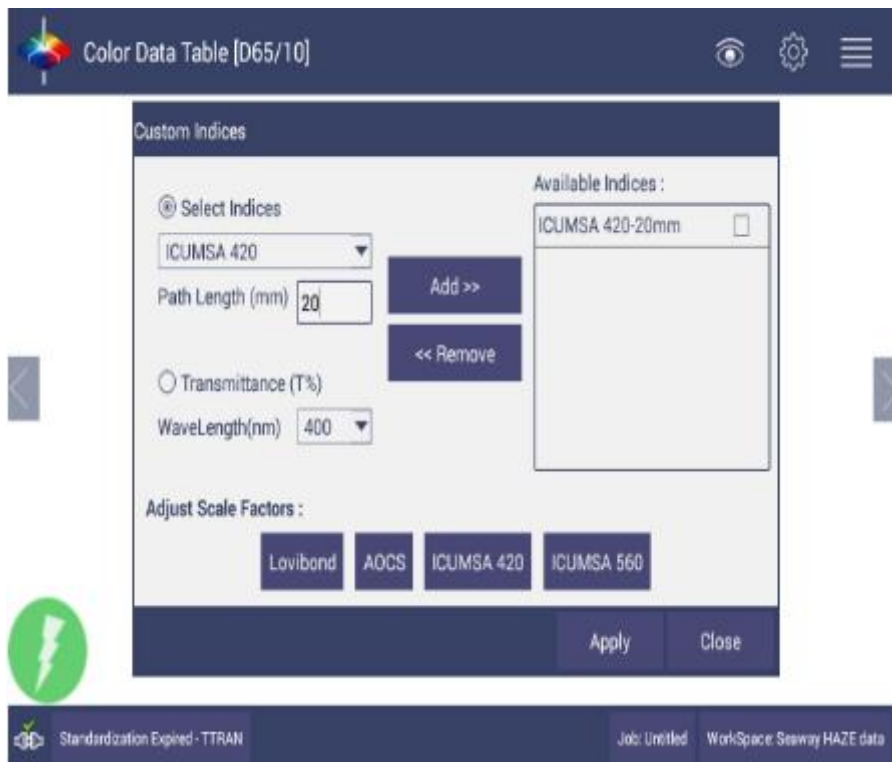 Color Data Table [D65/10]
Custom Indices
Select Indices
ICUMSA 420
Path Length (mm) 20
Transmittance (T%)
WaveLength(nm) 400
Add >>
<< Remove
Available Indices :
ICUMSA 420-20mm
Adjust Scale Factors :
Lovibond AOCS ICUMSA 420 ICUMSA 560
Apply Close
Standardization Expired - TTRAN Job: Untitled WorkSpace: Seaway HAZE data